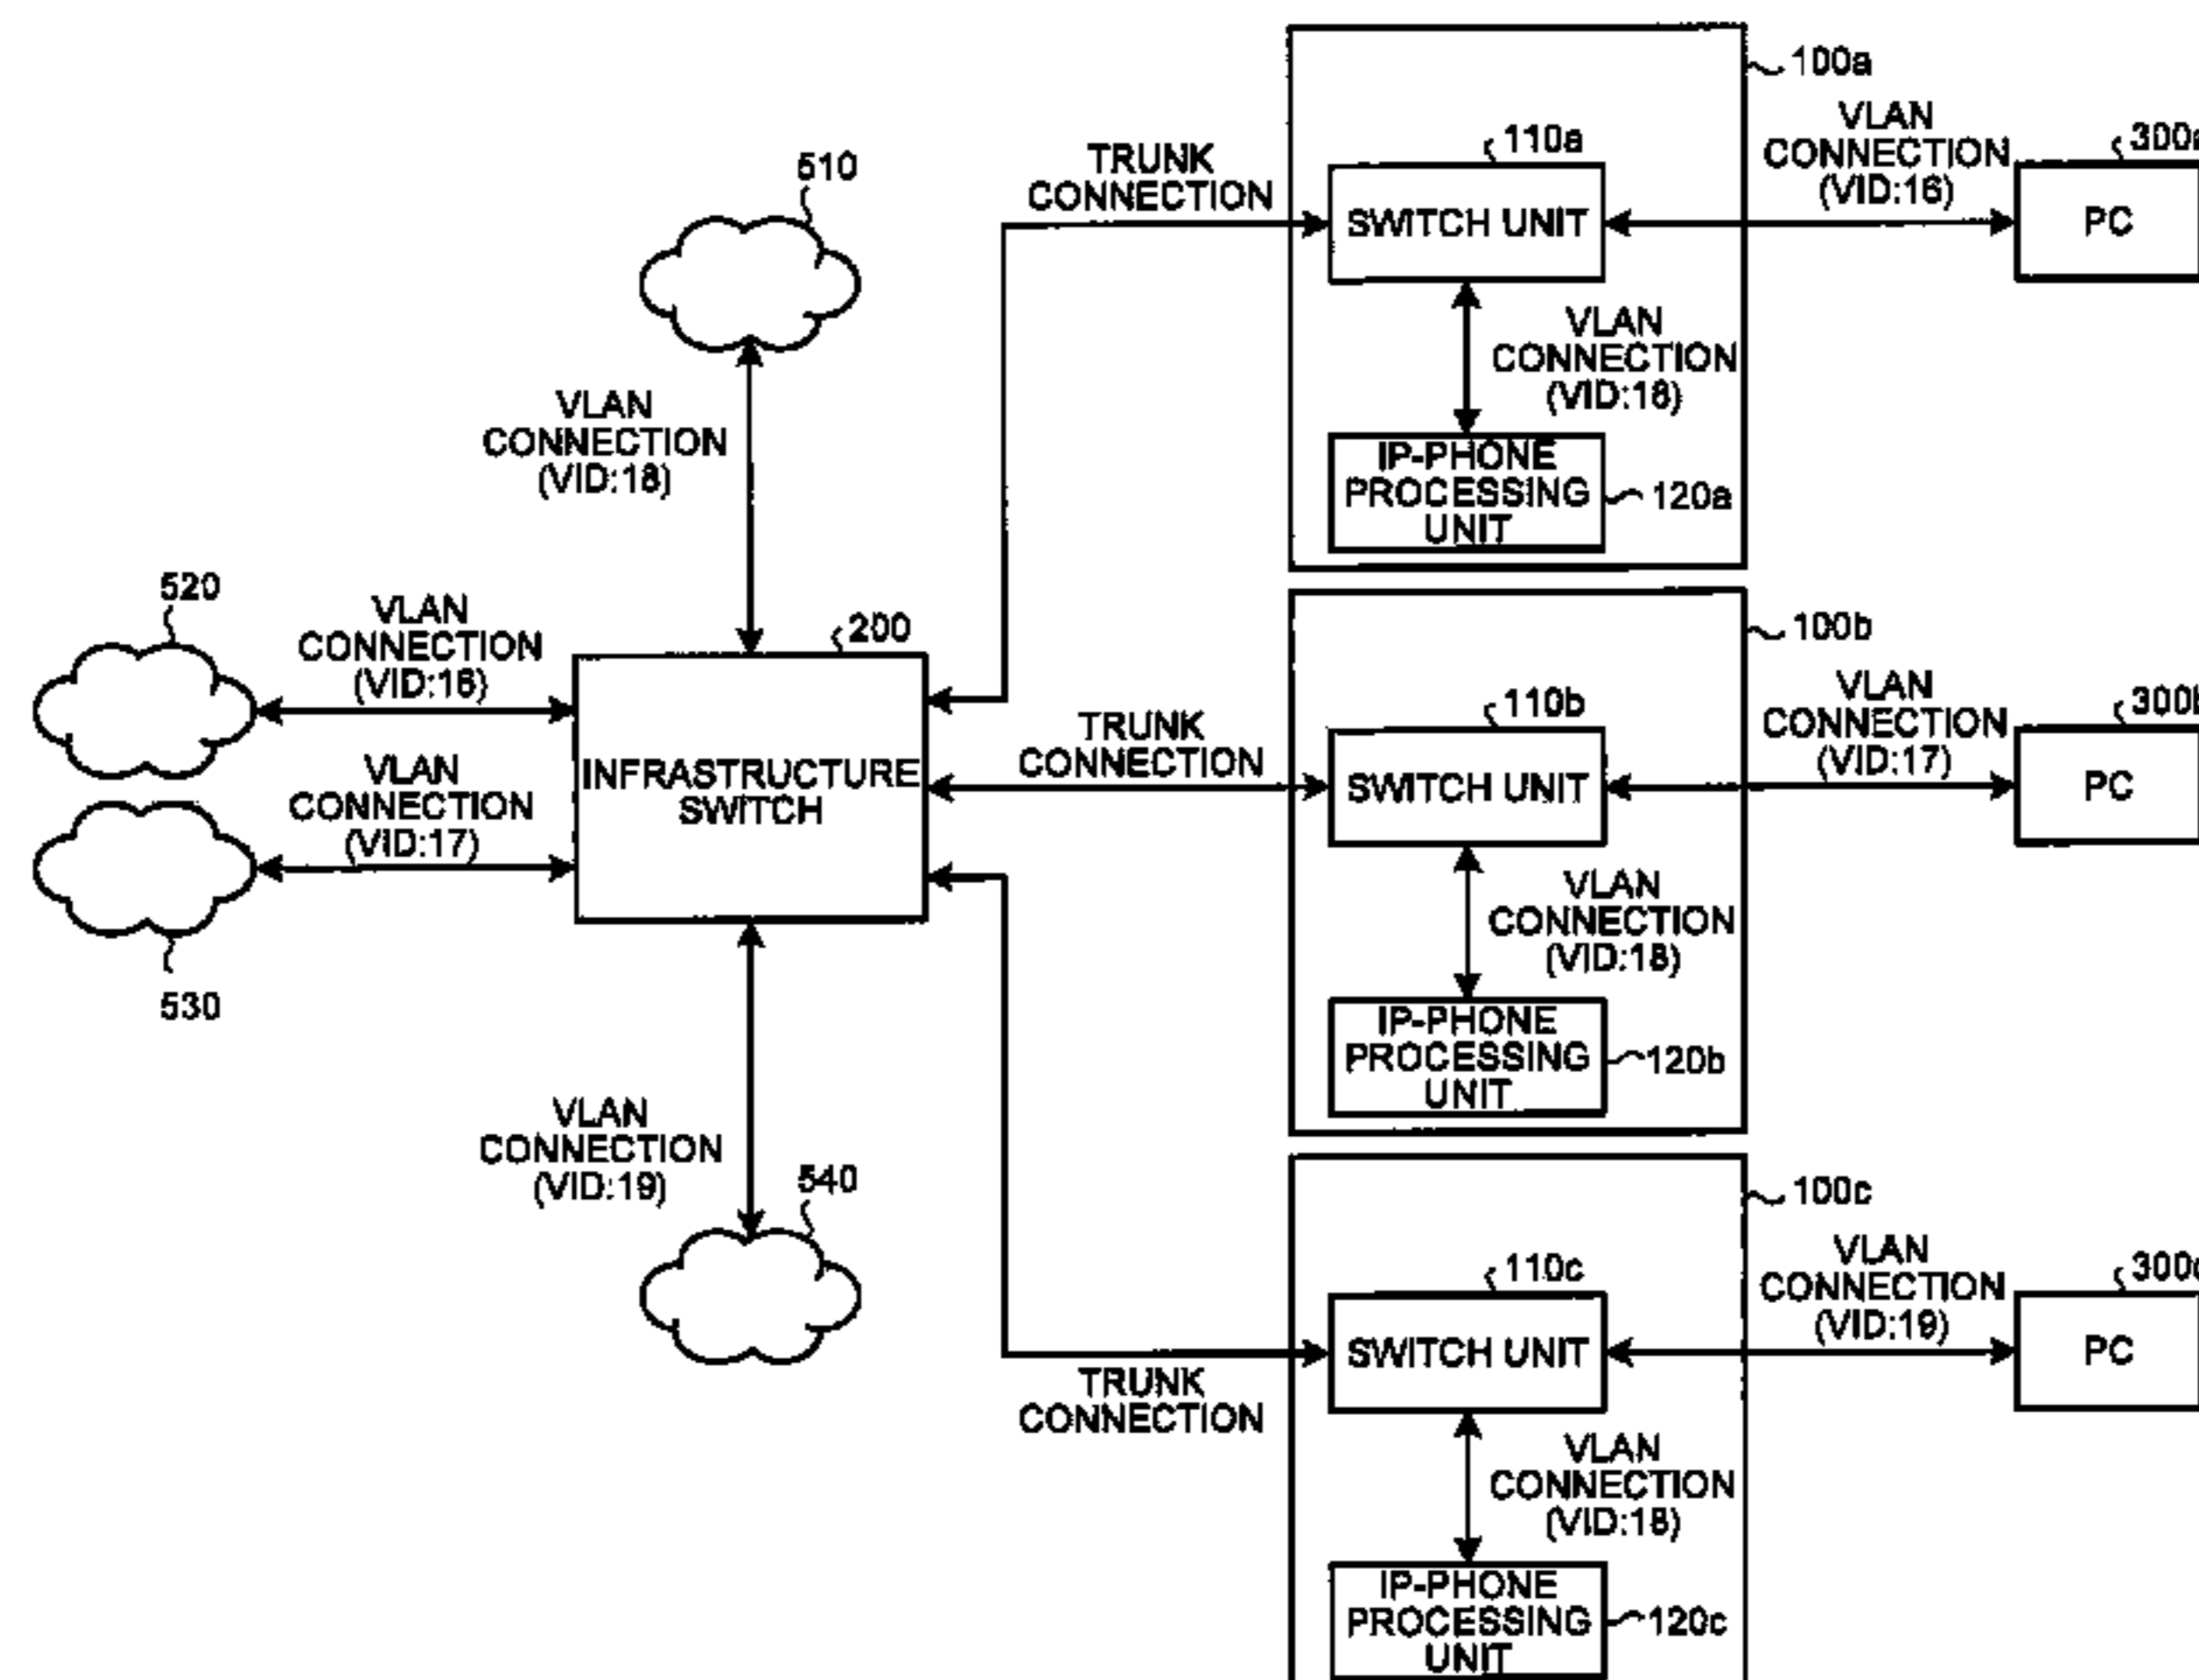 100a
110a
SWITCH UNIT
TRUNK
CONNECTION
VLAN
CONNECTION
(VID:16)
300a
PC
VLAN
CONNECTION
(VID:18)
IP-PHONE
PROCESSING
UNIT
120a
510
VLAN
CONNECTION
(VID:18)
520
VLAN
CONNECTION
(VID:16)
200
INFRASTRUCTURE
SWITCH
VLAN
CONNECTION
(VID:17)
530
VLAN
CONNECTION
(VID:19)
540
100b
TRUNK
CONNECTION
110b
SWITCH UNIT
VLAN
CONNECTION
(VID:17)
300b
PC
VLAN
CONNECTION
(VID:18)
IP-PHONE
PROCESSING
UNIT
120b
100c
TRUNK
CONNECTION
110c
SWITCH UNIT
VLAN
CONNECTION
(VID:19)
300c
PC
VLAN
CONNECTION
(VID:18)
IP-PHONE
PROCESSING
UNIT
120c